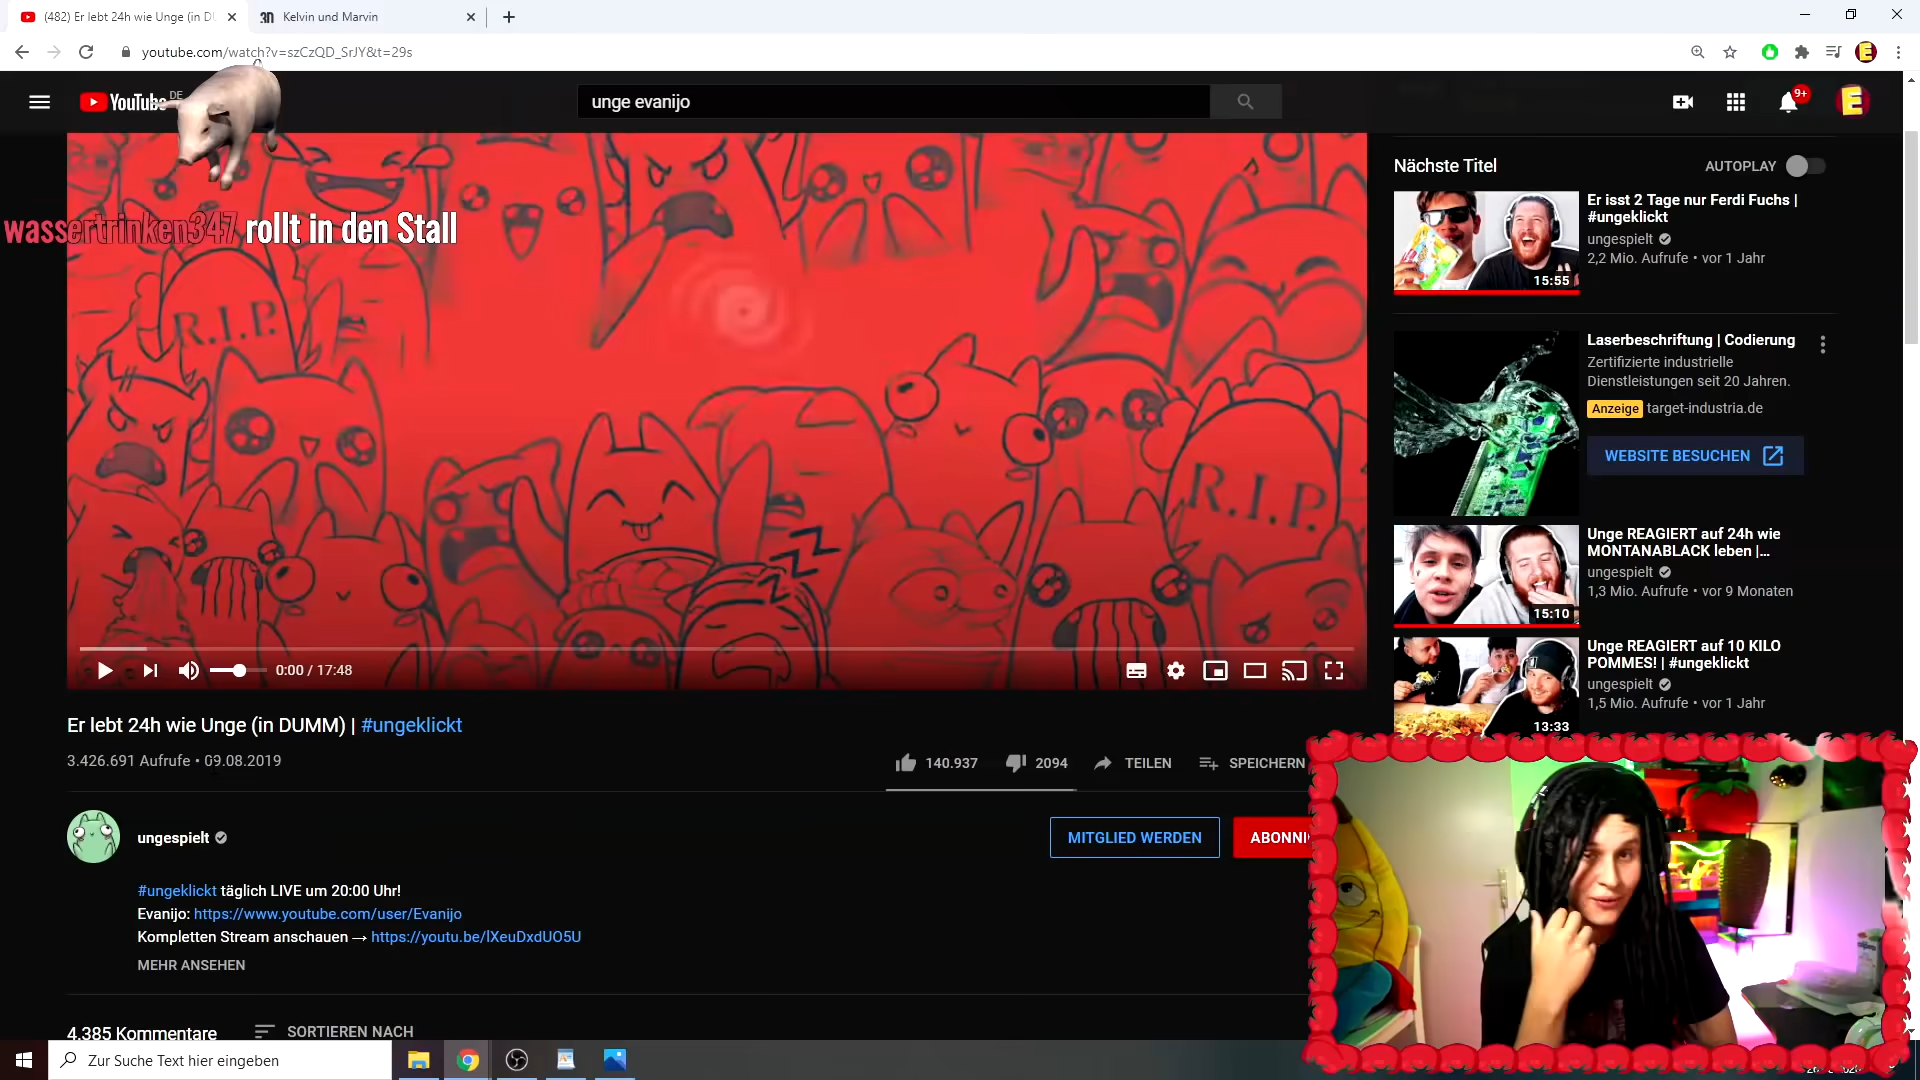 (482) Er lebt 24h wie Unge (in DU
Kelvin und Marvin
youtube.com/watch?v=szCzQD_SrJY&t=29s
YouTube DE
unge evanijo
9+
E
wassertrinken347 rollt in den Stall
R.I.P.
R.I.P.
0:00 / 17:48
Er lebt 24h wie Unge (in DUMM) | #ungeklickt
3.426.691 Aufrufe • 09.08.2019
140.937
2094
TEILEN
SPEICHERN
ungespielt
MITGLIED WERDEN
ABONNI
#ungeklickt täglich LIVE um 20:00 Uhr!
Evanijo: https://www.youtube.com/user/Evanijo
Kompletten Stream anschauen → https://youtu.be/lXeuDxdUO5U
MEHR ANSEHEN
4.385 Kommentare
SORTIEREN NACH
Nächste Titel
AUTOPLAY
Er isst 2 Tage nur Ferdi Fuchs |
#ungeklickt
ungespielt
2,2 Mio. Aufrufe • vor 1 Jahr
15:55
Laserbeschriftung | Codierung
Zertifizierte industrielle
Dienstleistungen seit 20 Jahren.
Anzeige target-industria.de
WEBSITE BESUCHEN
Unge REAGIERT auf 24h wie
MONTANABLACK leben |...
ungespielt
1,3 Mio. Aufrufe • vor 9 Monaten
15:10
Unge REAGIERT auf 10 KILO
POMMES! | #ungeklickt
ungespielt
1,5 Mio. Aufrufe • vor 1 Jahr
13:33
Zur Suche Text hier eingeben